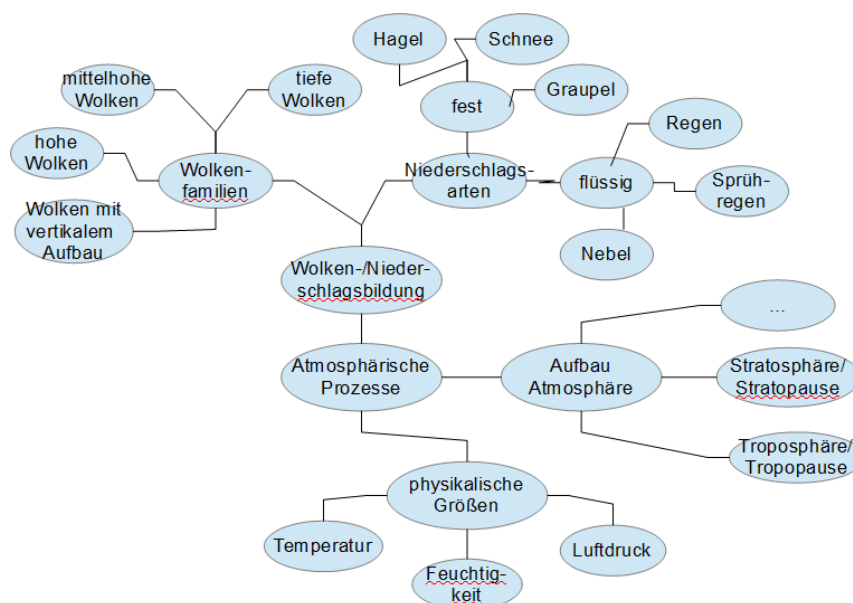 Hagel
Schnee
mittelhohe
Wolken
tiefe
Wolken
fest
Graupel
Regen
hohe
Wolken
Wolken-
familien
Niederschlags-
arten
flüssig
Sprüh-
regen
Wolken mit
vertikalem
Aufbau
Nebel
Wolken-/Nieder-
schlagsbildung
...
Atmosphärische
Prozesse
Aufbau
Atmosphäre
Stratosphäre/
Stratopause
Troposphäre/
Tropopause
physikalische
Größen
Temperatur
Luftdruck
Feuchtig-
keit